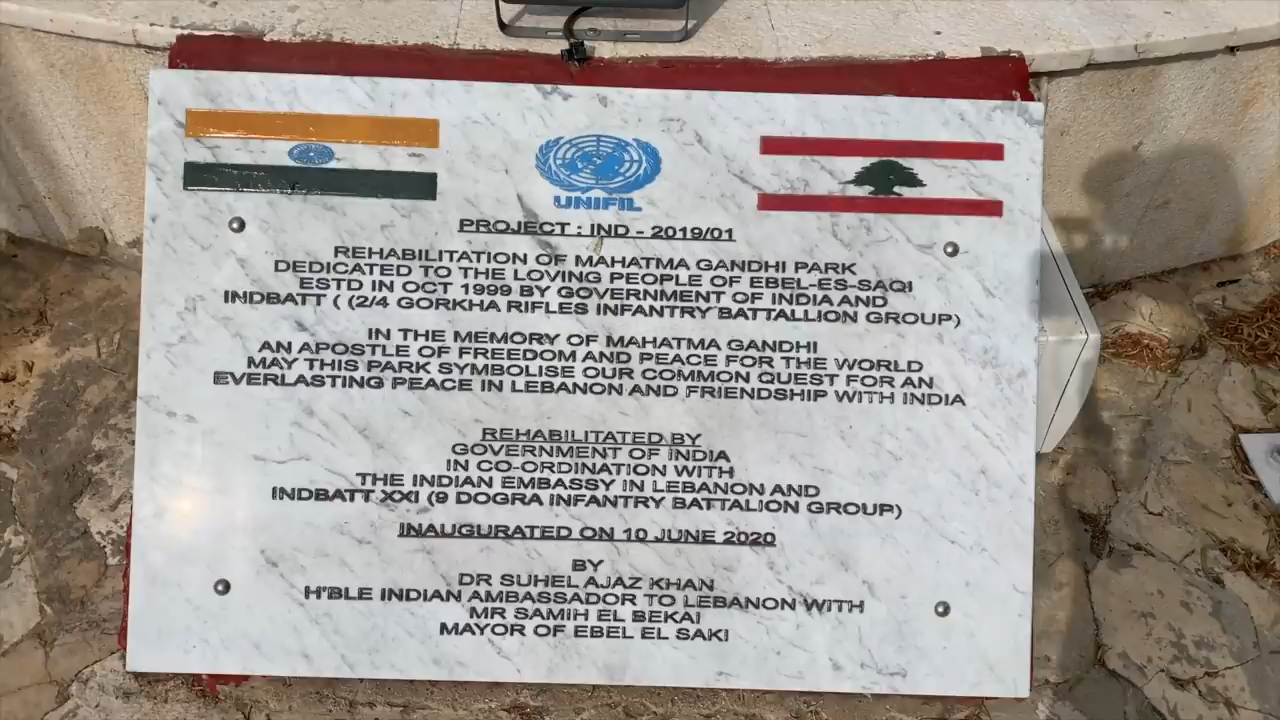 UNIFIL
PROJECT : IND - 2019/01
REHABILITATION OF MAHATMA GANDHI PARK
DEDICATED TO THE LOVING PEOPLE OF EBEL-ES-SAQI
ESTD IN OCT 1999 BY GOVERNMENT OF INDIA AND
INDBATT ( (2/4 GORKHA RIFLES INFANTRY BATTALLION GROUP)
IN THE MEMORY OF MAHATMA GANDHI
AN APOSTLE OF FREEDOM AND PEACE FOR THE WORLD
MAY THIS PARK SYMBOLISE OUR COMMON QUEST FOR AN
EVERLASTING PEACE IN LEBANON AND FRIENDSHIP WITH INDIA
REHABILITATED BY
GOVERNMENT OF INDIA
IN CO-ORDINATION WITH
THE INDIAN EMBASSY IN LEBANON AND
INDBATT XXI (9 DOGRA INFANTRY BATTALION GROUP)
INAUGURATED ON 10 JUNE 2020
BY
DR SUHEL AJAZ KHAN
H'BLE INDIAN AMBASSADOR TO LEBANON WITH
MR SAMIH EL BEKAI
MAYOR OF EBEL EL SAKI